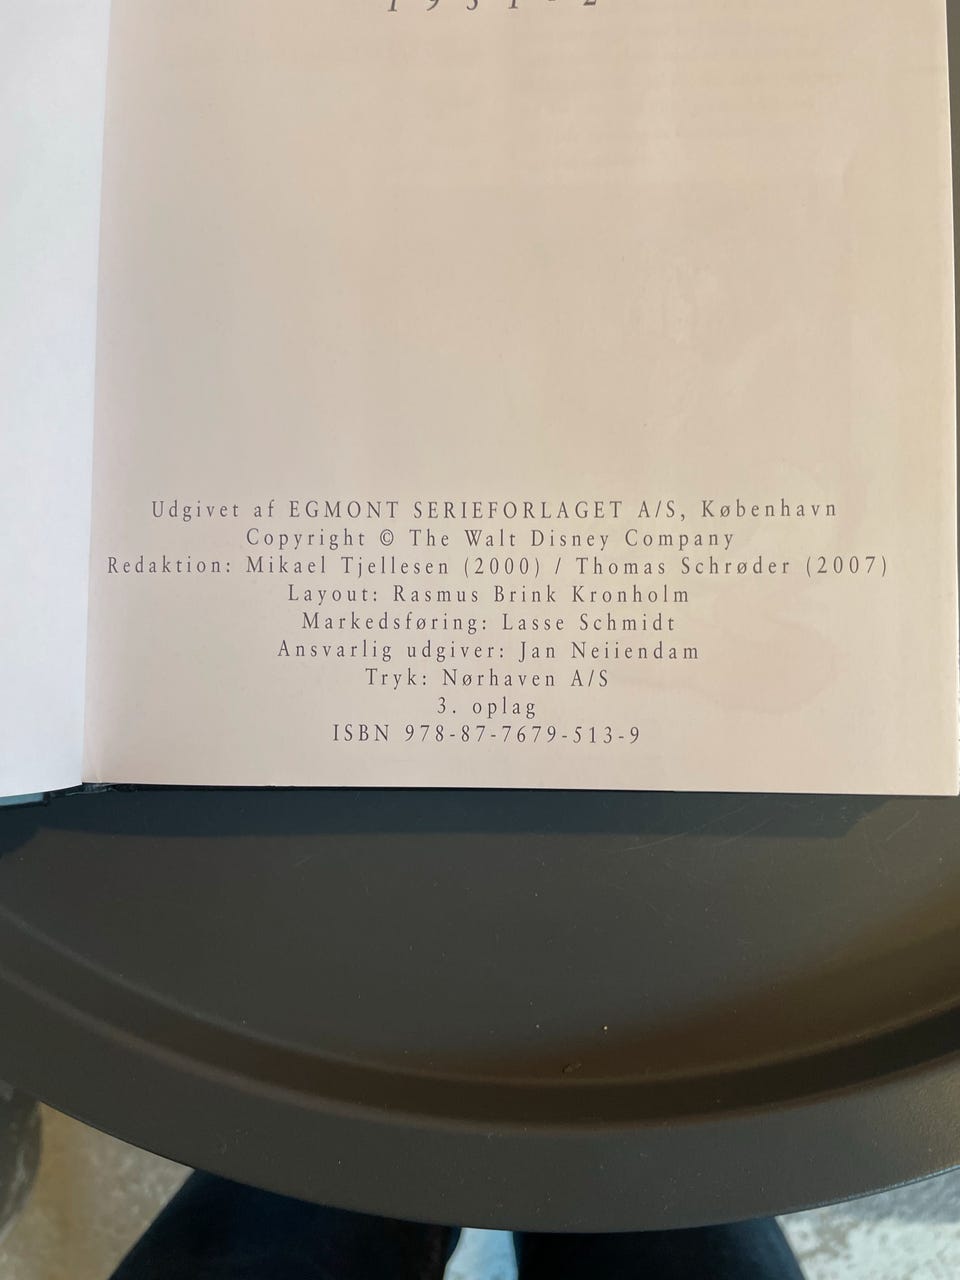 1951-2
Udgivet af EGMONT SERIEFORLAGET A/S, København
Copyright © The Walt Disney Company
Redaktion: Mikael Tjellesen (2000) / Thomas Schrøder (2007)
Layout: Rasmus Brink Kronholm
Markedsføring: Lasse Schmidt
Ansvarlig udgiver: Jan Neiiendam
Tryk: Nørhaven A/S
3. oplag
ISBN 978-87-7679-513-9